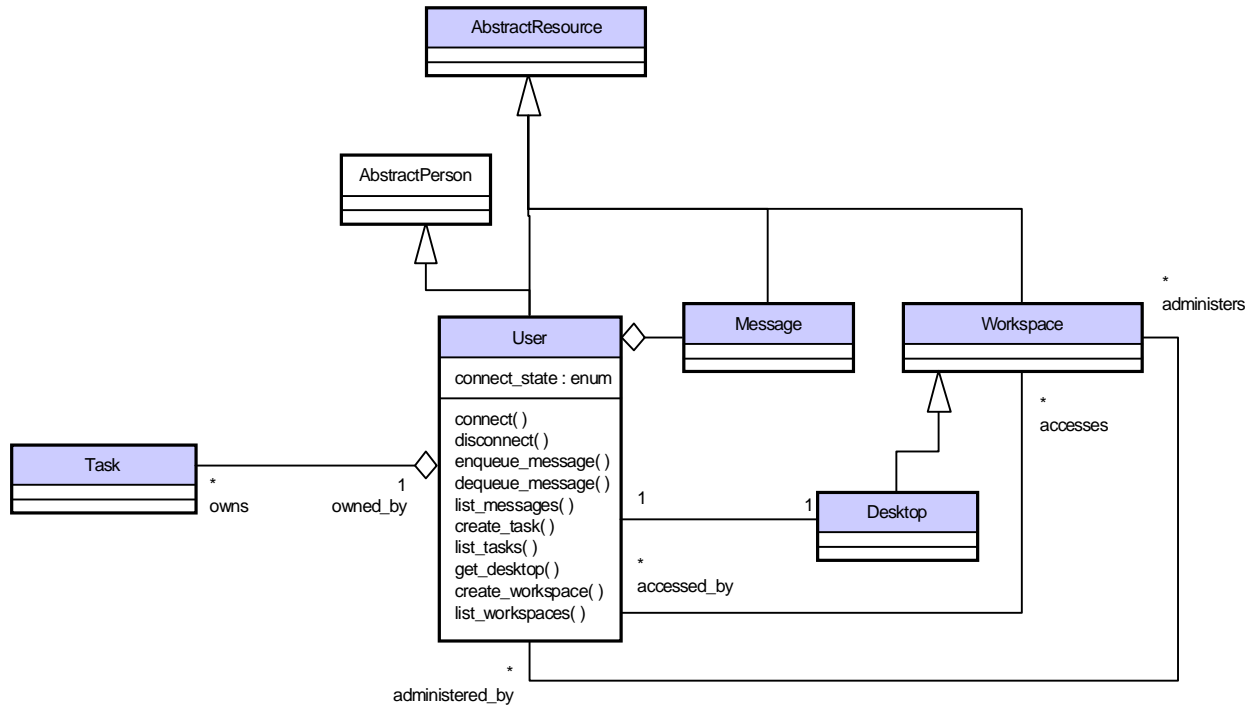 AbstractResource
AbstractPerson
*
administers
User
Message
Workspace
connect_state : enum
*
accesses
connect( )
disconnect( )
enqueue_message( )
dequeue_message( )
list_messages( )
create_task( )
list_tasks( )
get_desktop( )
create_workspace( )
list_workspaces( )
Task
*
owns
1
owned_by
1
1
Desktop
*
accessed_by
*
administered_by